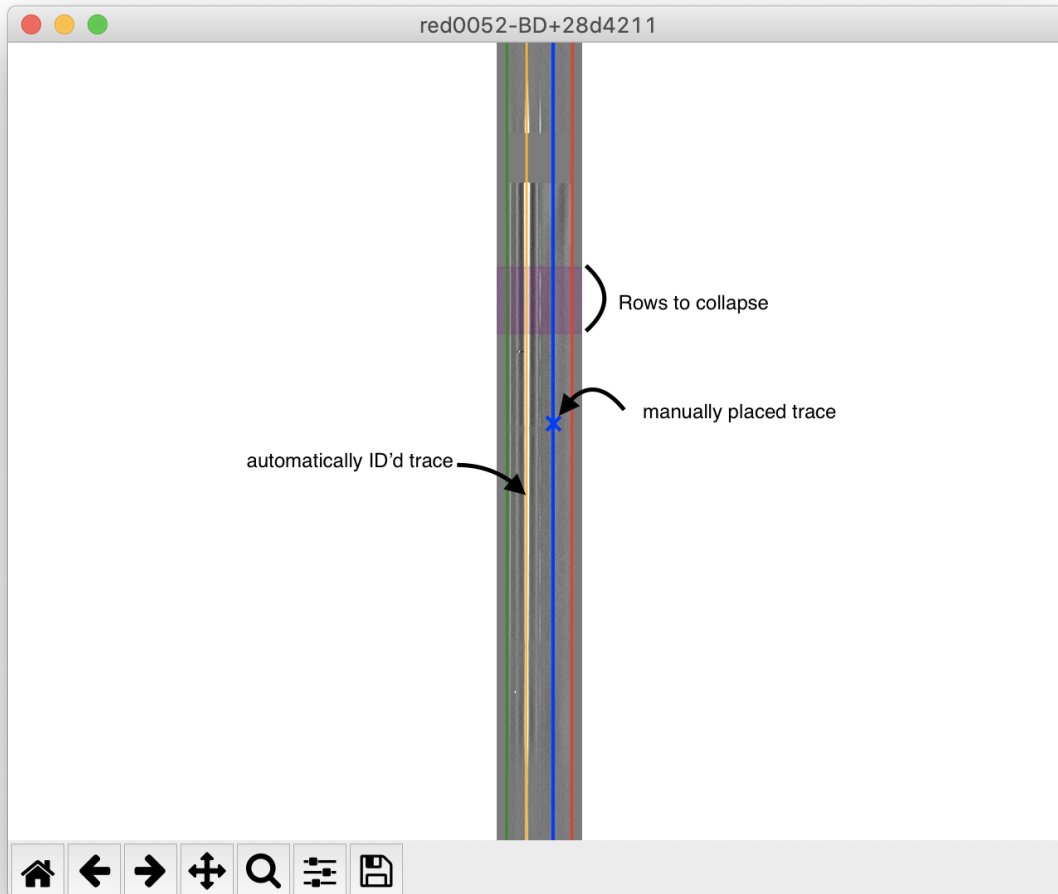 red0052-BD+28d4211
Rows to collapse
manually placed trace
automatically ID'd trace